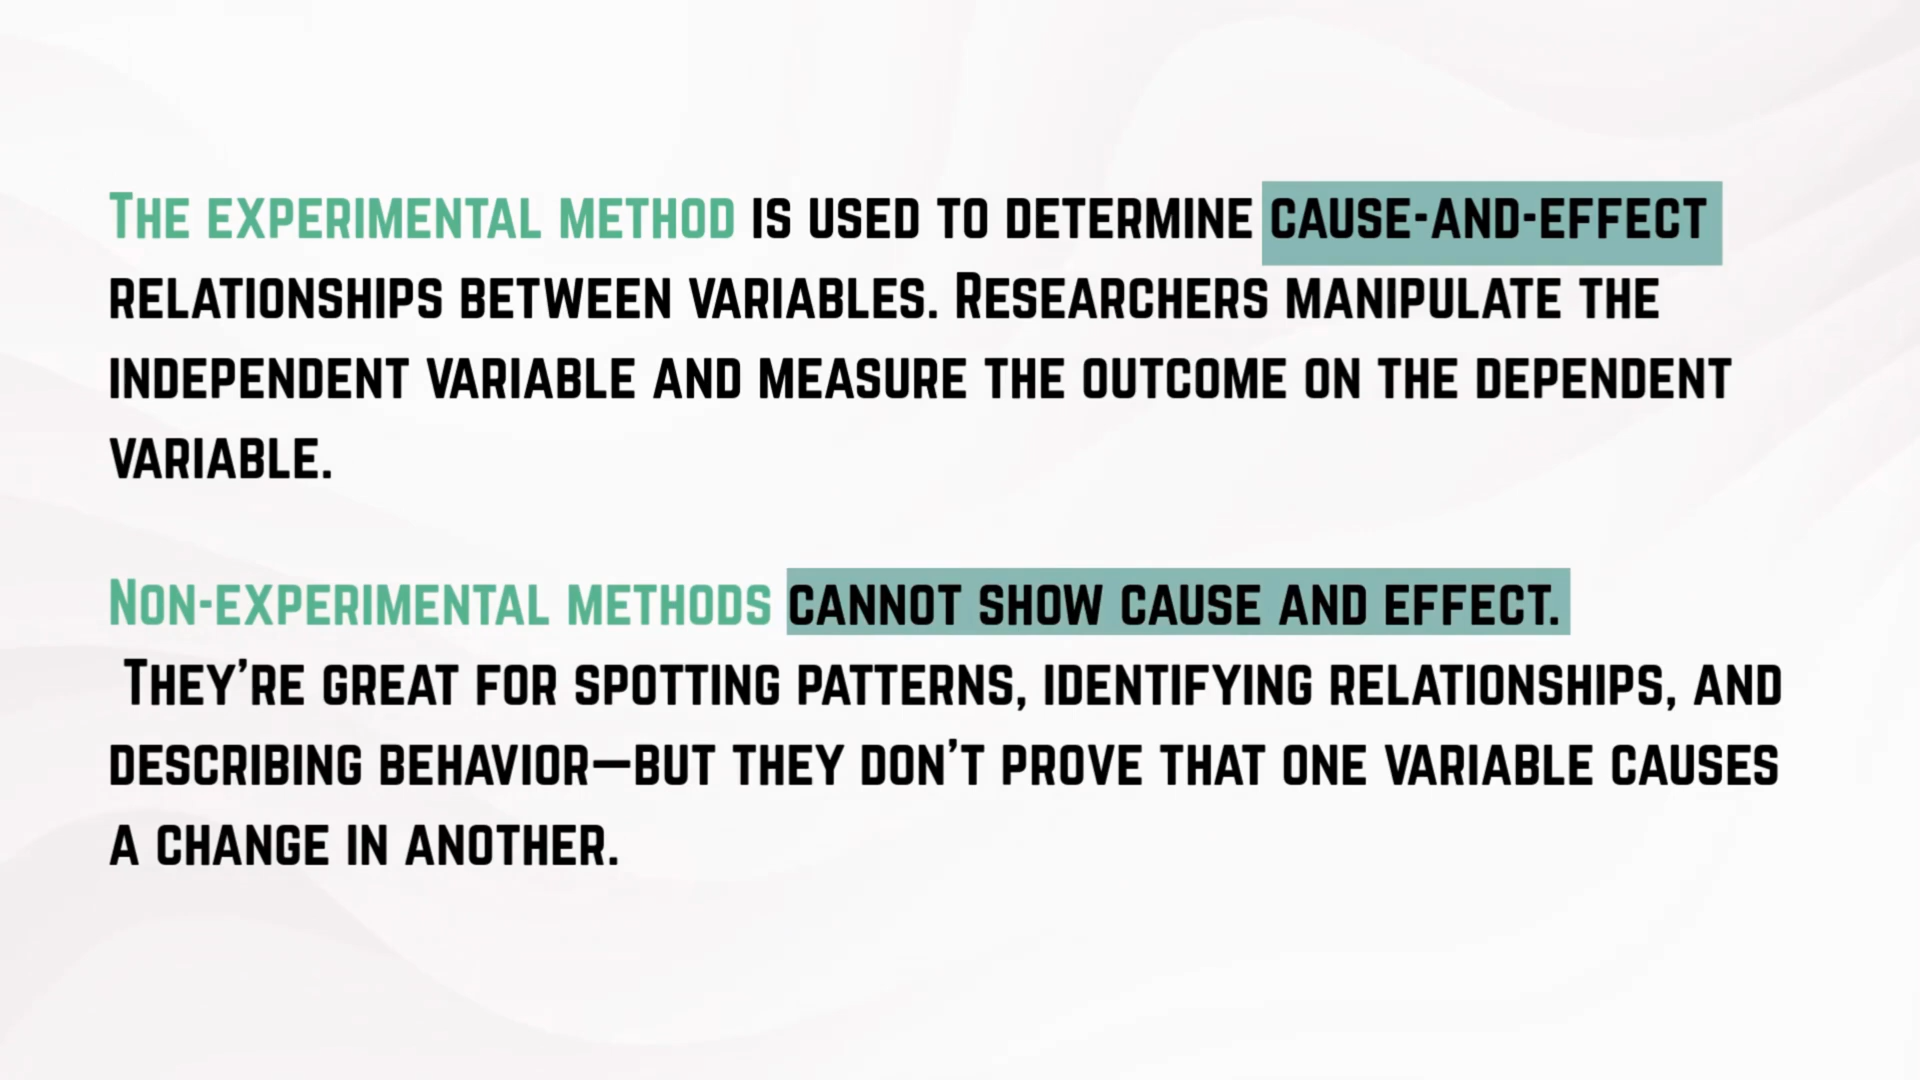 The experimental method is used to determine cause-and-effect
relationships between variables. Researchers manipulate the
independent variable and measure the outcome on the dependent
variable.
Non-experimental methods cannot show cause and effect.
They're great for spotting patterns, identifying relationships, and
describing behavior—but they don't prove that one variable causes
a change in another.